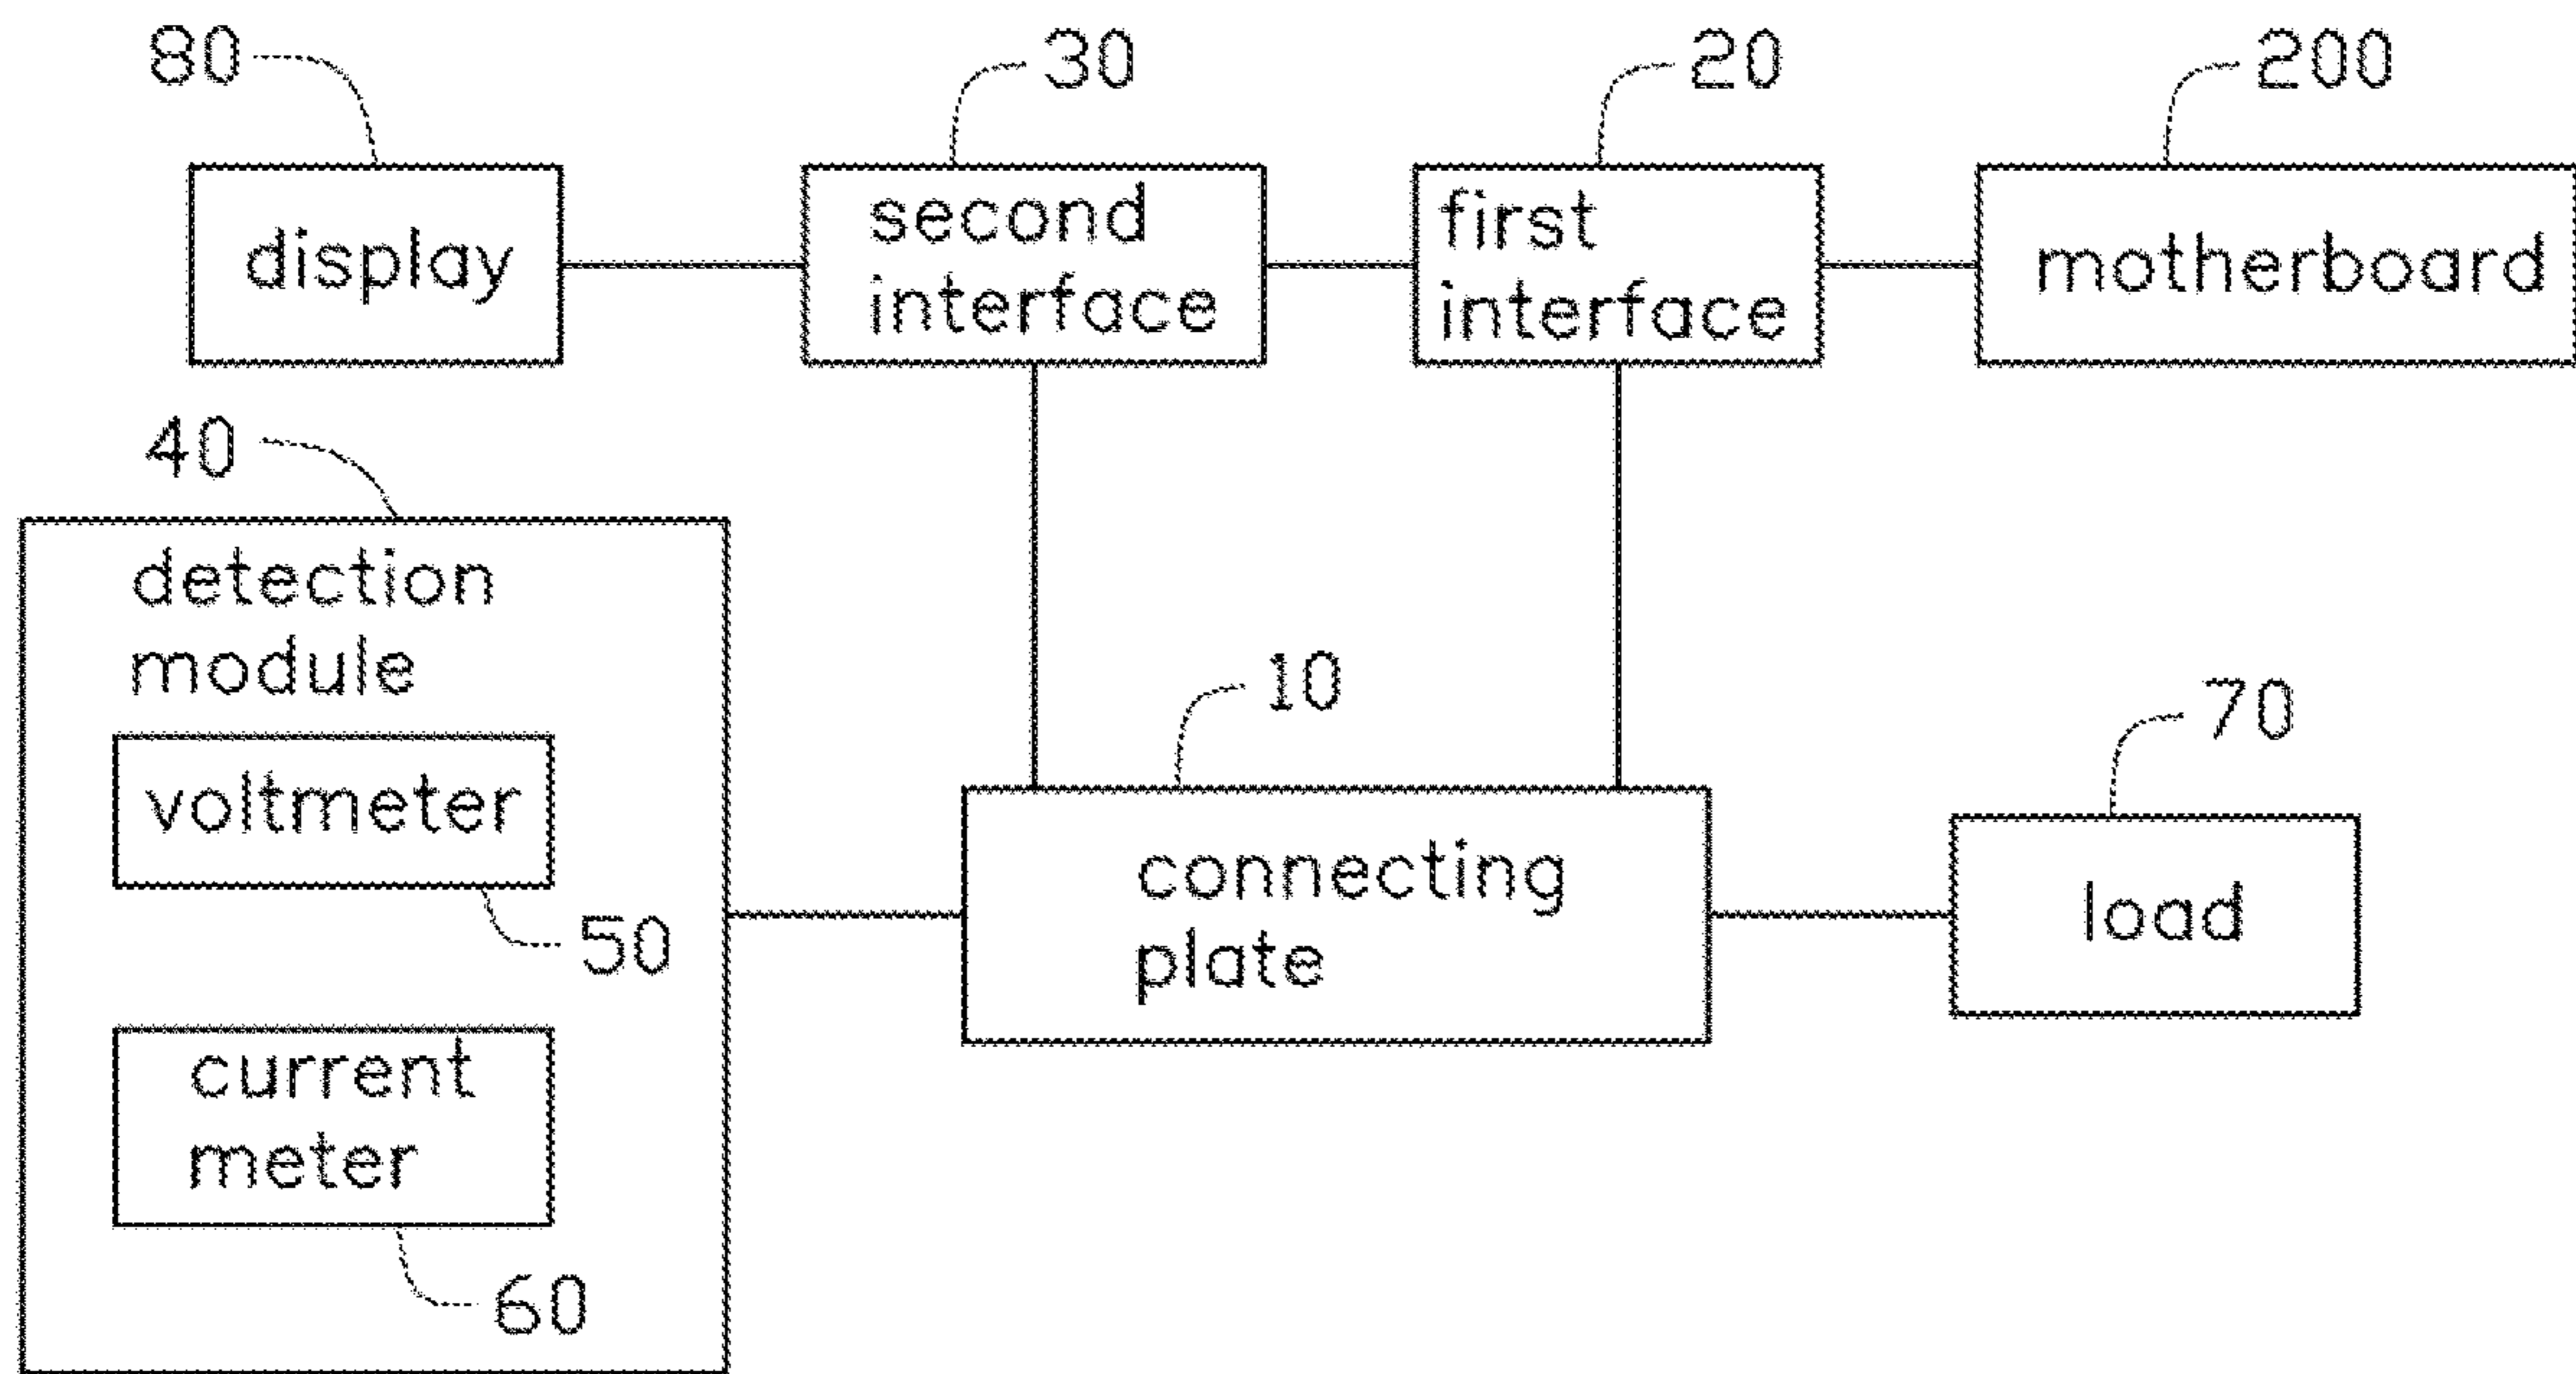 80
30
20
200
display
second
interface
first
interface
motherboard
40
detection
module
voltmeter
50
current
meter
60
10
connecting
plate
70
load